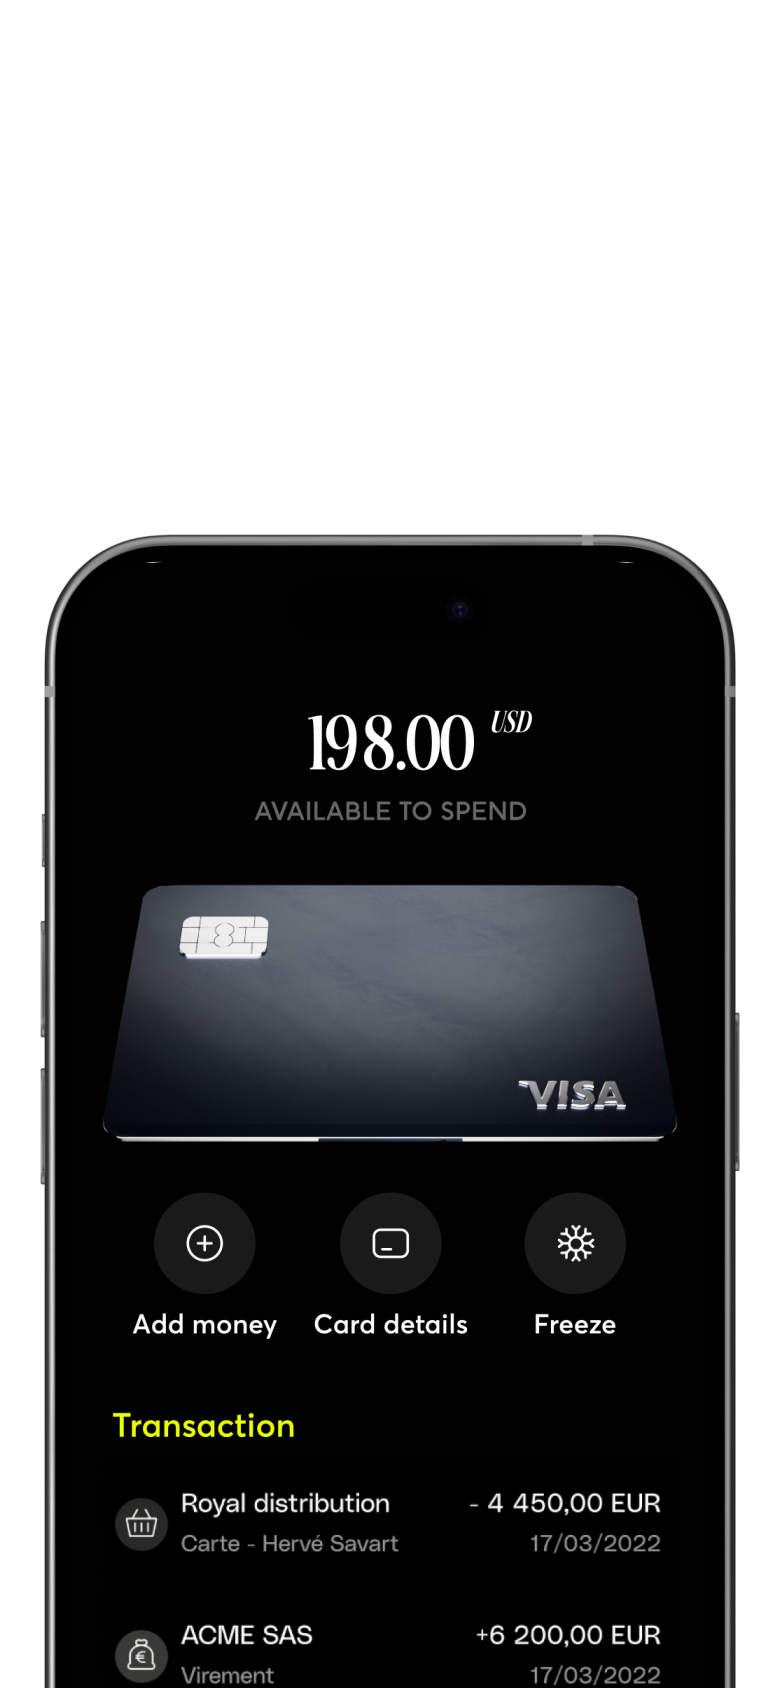 198.00 USD
AVAILABLE TO SPEND
VISA
Add money Card details Freeze
Transaction
Royal distribution - 4 450,00 EUR
Carte - Hervé Savart 17/03/2022
ACME SAS +6 200,00 EUR
Virement 17/03/2022